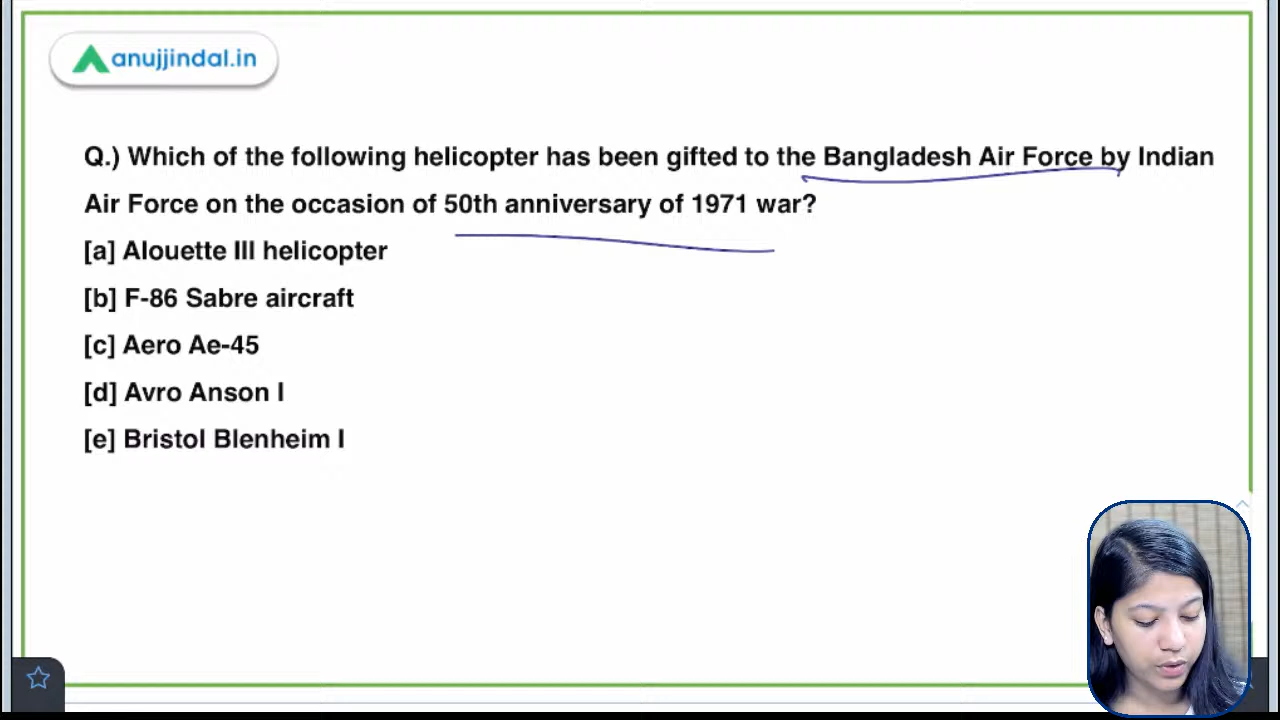 anujjindal.in
Q.) Which of the following helicopter has been gifted to the Bangladesh Air Force by Indian
Air Force on the occasion of 50th anniversary of 1971 war?
[a] Alouette III helicopter
[b] F-86 Sabre aircraft
[c] Aero Ae-45
[d] Avro Anson I
[e] Bristol Blenheim I